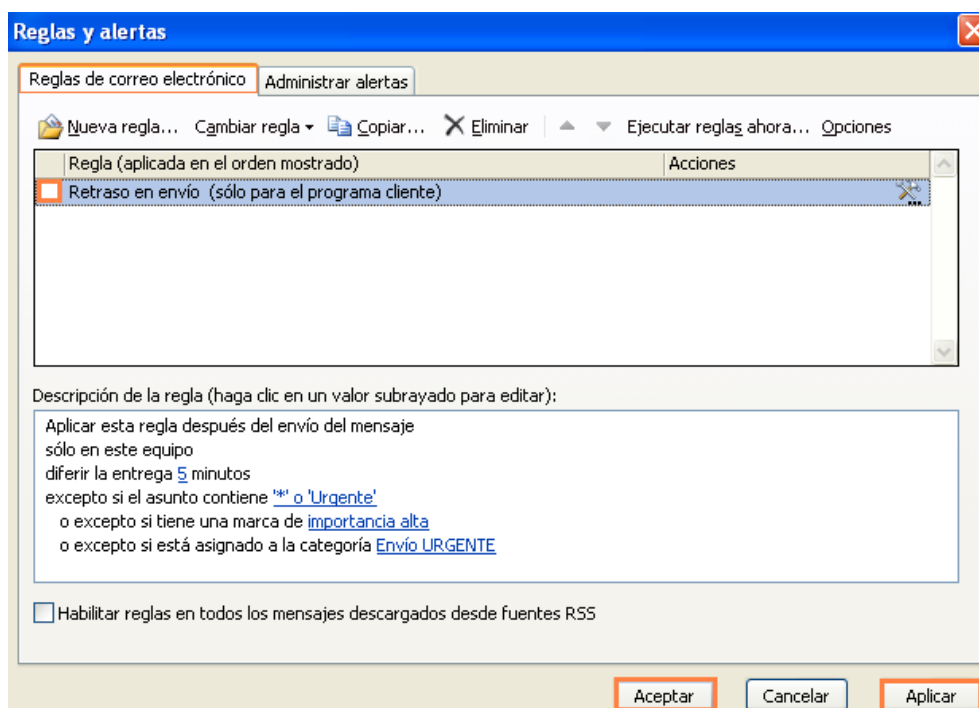 Reglas y alertas
Reglas de correo electrónico Administrar alertas
Nueva regla... Cambiar regla Copiar... Eliminar Ejecutar reglas ahora... Opciones
Regla (aplicada en el orden mostrado) Acciones
Retraso en envío (sólo para el programa cliente)
Descripción de la regla (haga clic en un valor subrayado para editar):
Aplicar esta regla después del envío del mensaje
sólo en este equipo
diferir la entrega 5 minutos
excepto si el asunto contiene '*' o 'Urgente'
o excepto si tiene una marca de importancia alta
o excepto si está asignado a la categoría Envío URGENTE
Habilitar reglas en todos los mensajes descargados desde fuentes RSS
Aceptar Cancelar Aplicar